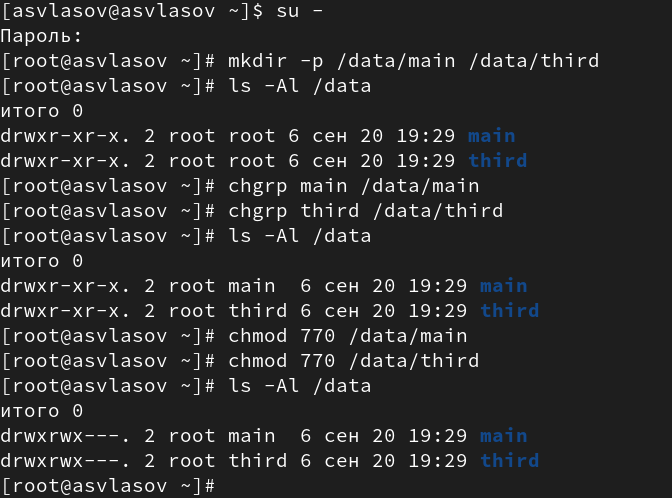 [asvlasov@asvlasov ~]$ su -
Пароль:
[root@asvlasov ~]# mkdir -p /data/main /data/third
[root@asvlasov ~]# ls -Al /data
итого 0
drwxr-xr-x. 2 root root 6 сен 20 19:29 main
drwxr-xr-x. 2 root root 6 сен 20 19:29 third
[root@asvlasov ~]# chgrp main /data/main
[root@asvlasov ~]# chgrp third /data/third
[root@asvlasov ~]# ls -Al /data
итого 0
drwxr-xr-x. 2 root main  6 сен 20 19:29 main
drwxr-xr-x. 2 root third 6 сен 20 19:29 third
[root@asvlasov ~]# chmod 770 /data/main
[root@asvlasov ~]# chmod 770 /data/third
[root@asvlasov ~]# ls -Al /data
итого 0
drwxrwx---. 2 root main  6 сен 20 19:29 main
drwxrwx---. 2 root third 6 сен 20 19:29 third
[root@asvlasov ~]#